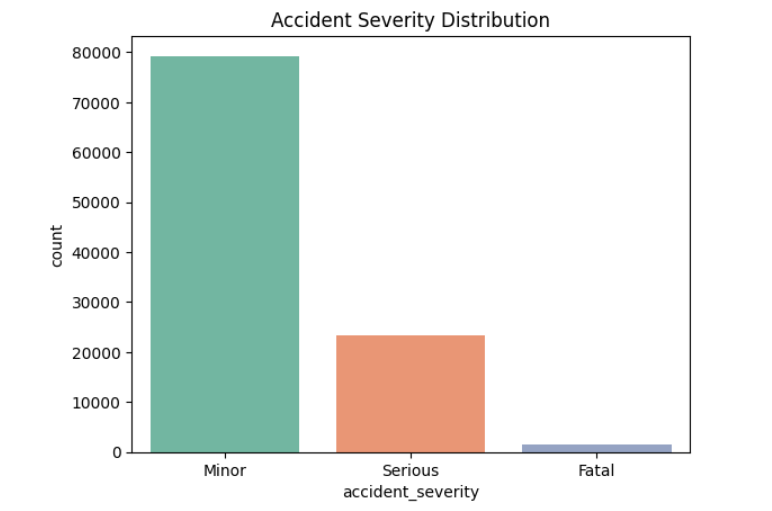 Accident Severity Distribution
80000
70000
60000
50000
40000
30000
20000
10000
0
count
Minor
Serious
Fatal
accident_severity